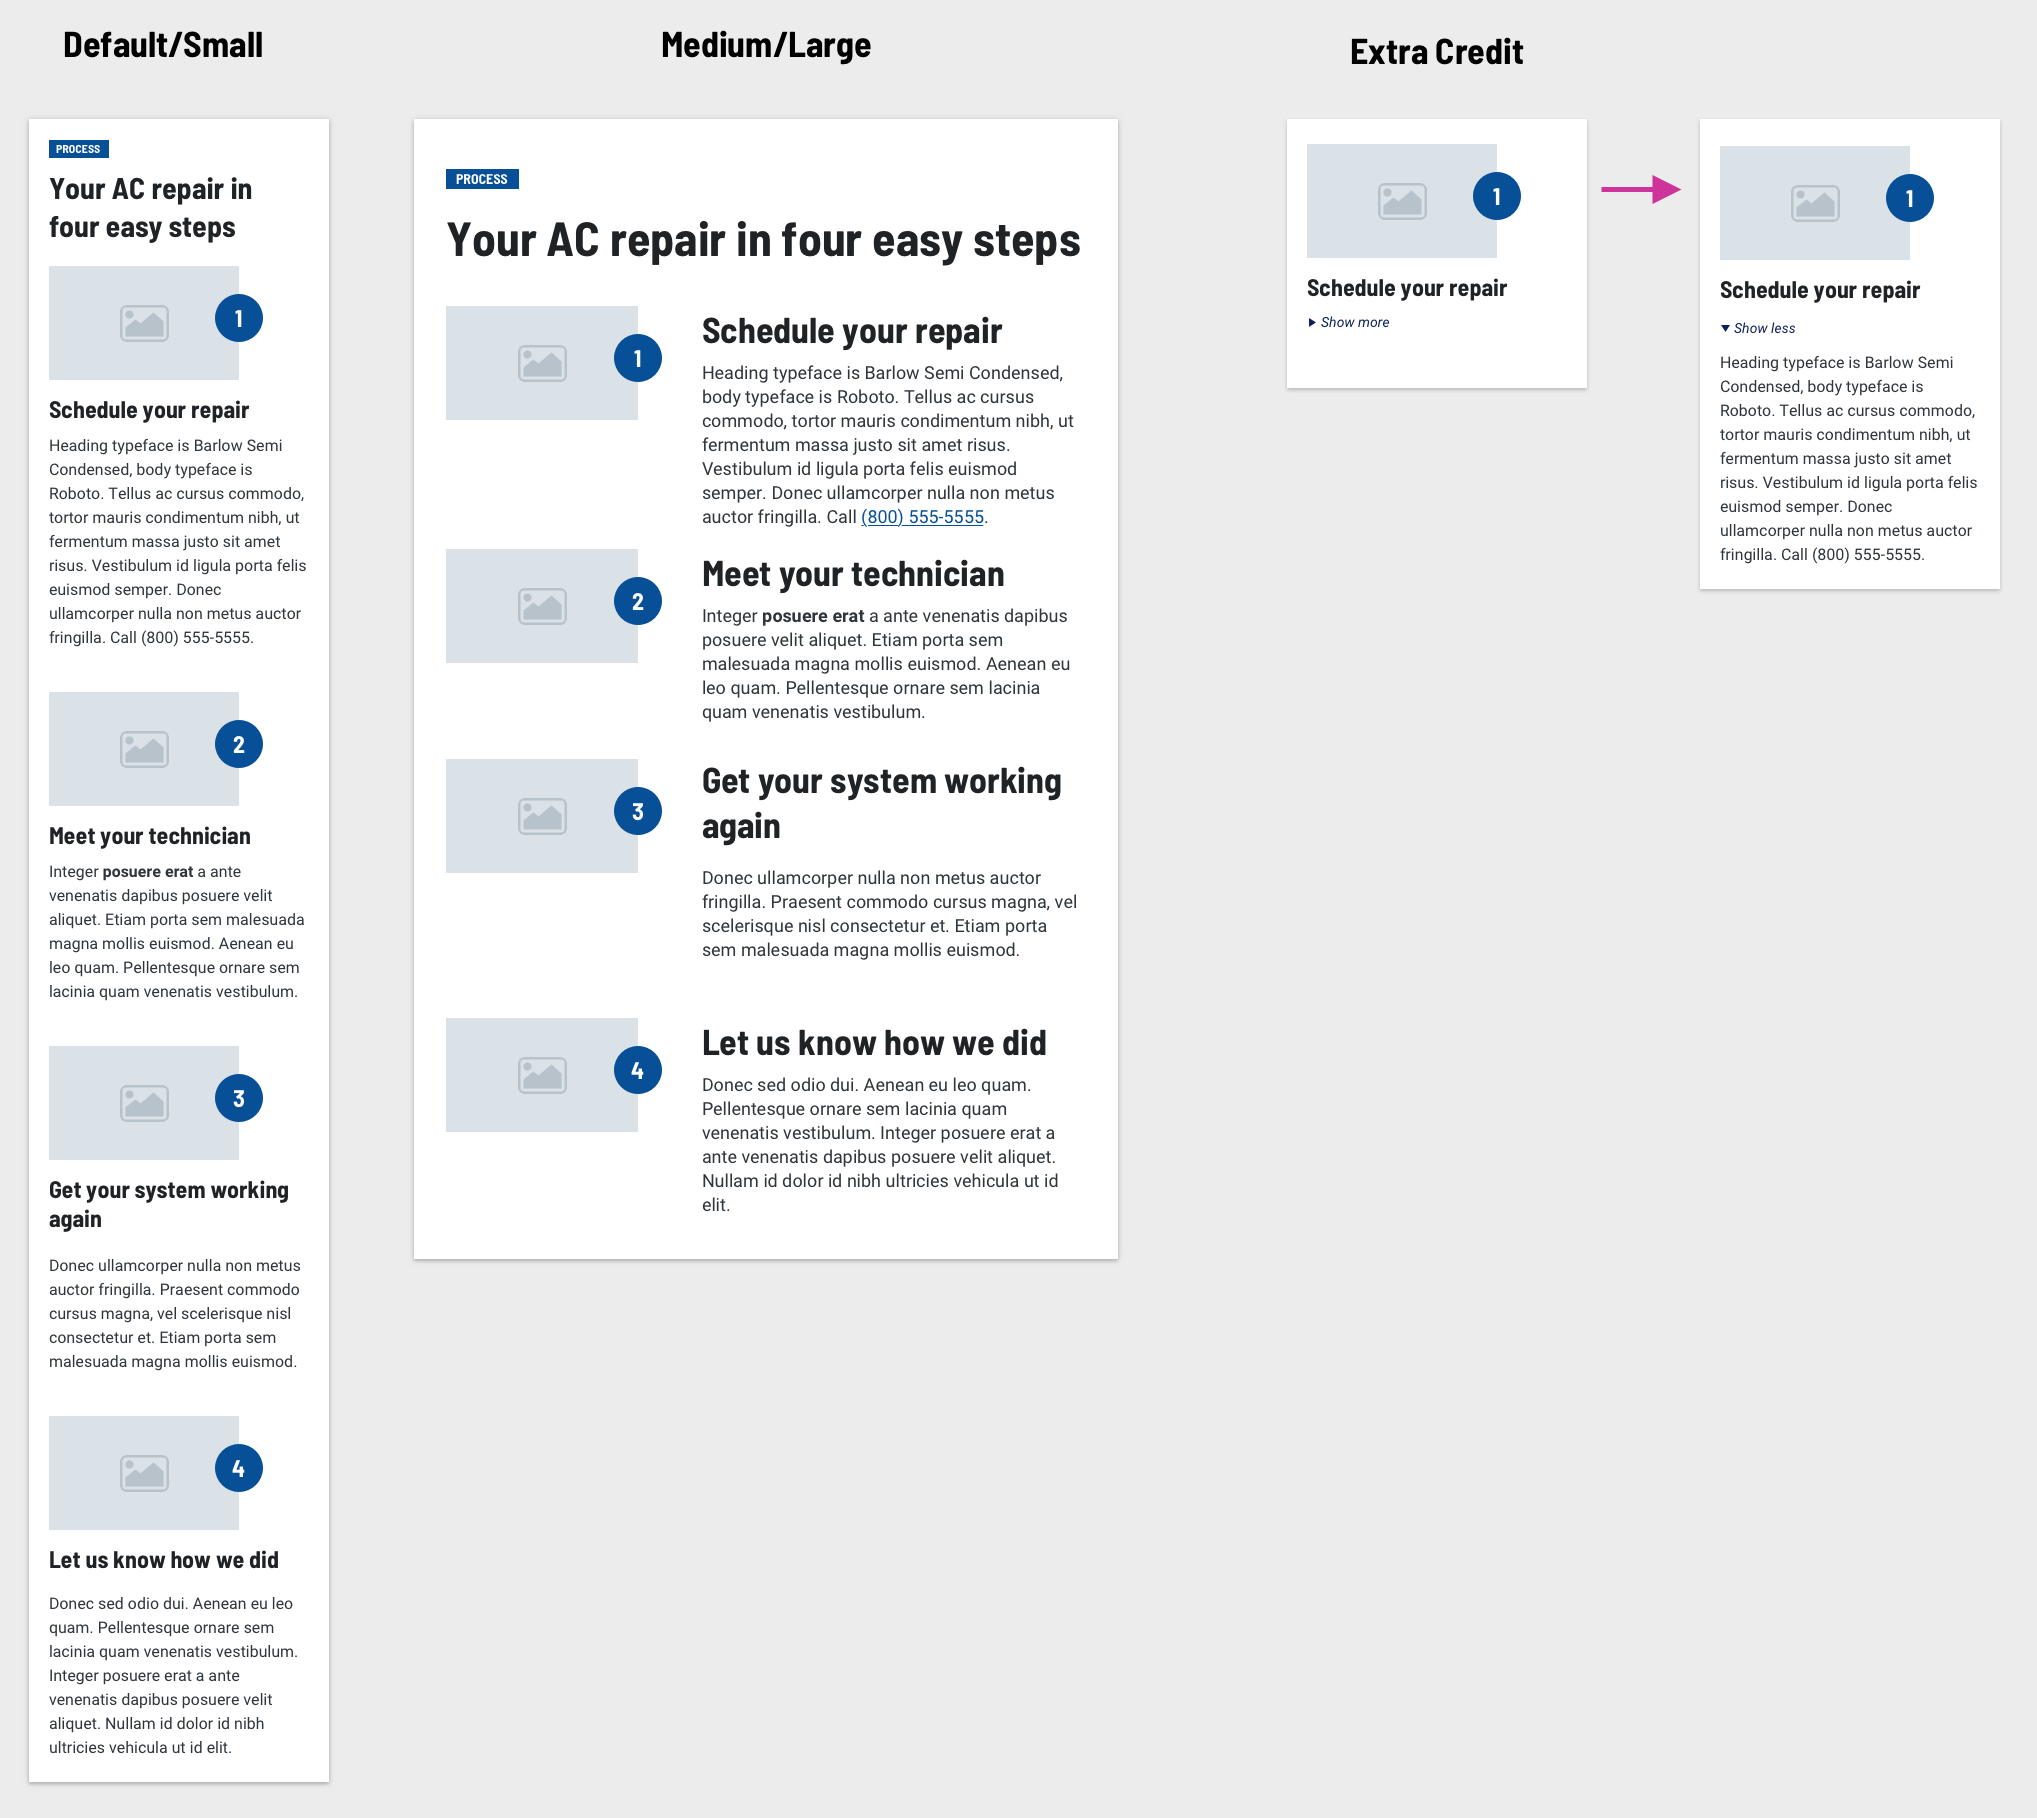 Default/Small
PROCESS
Your AC repair in
four easy steps
1
Schedule your repair
Heading typeface is Barlow Semi
Condensed, body typeface is
Roboto. Tellus ac cursus commodo,
tortor mauris condimentum nibh, ut
fermentum massa justo sit amet
risus. Vestibulum id ligula porta felis
euismod semper. Donec
ullamcorper nulla non metus auctor
fringilla. Call (800) 555-5555.
2
Meet your technician
Integer posuere erat a ante
venenatis dapibus posuere velit
aliquet. Etiam porta sem malesuada
magna mollis euismod. Aenean eu
leo quam. Pellentesque ornare sem
lacinia quam venenatis vestibulum.
3
Get your system working
again
Donec ullamcorper nulla non metus
auctor fringilla. Praesent commodo
cursus magna, vel scelerisque nisl
consectetur et. Etiam porta sem
malesuada magna mollis euismod.
4
Let us know how we did
Donec sed odio dui. Aenean eu leo
quam. Pellentesque ornare sem
lacinia quam venenatis vestibulum.
Integer posuere erat a ante
venenatis dapibus posuere velit
aliquet. Nullam id dolor id nibh
ultricies vehicula ut id elit.
Medium/Large
PROCESS
Your AC repair in four easy steps
1
Schedule your repair
Heading typeface is Barlow Semi Condensed,
body typeface is Roboto. Tellus ac cursus
commodo, tortor mauris condimentum nibh, ut
fermentum massa justo sit amet risus.
Vestibulum id ligula porta felis euismod
semper. Donec ullamcorper nulla non metus
auctor fringilla. Call (800) 555-5555.
2
Meet your technician
Integer posuere erat a ante venenatis dapibus
posuere velit aliquet. Etiam porta sem
malesuada magna mollis euismod. Aenean eu
leo quam. Pellentesque ornare sem lacinia
quam venenatis vestibulum.
3
Get your system working
again
Donec ullamcorper nulla non metus auctor
fringilla. Praesent commodo cursus magna, vel
scelerisque nisl consectetur et. Etiam porta
sem malesuada magna mollis euismod.
4
Let us know how we did
Donec sed odio dui. Aenean eu leo quam.
Pellentesque ornare sem lacinia quam
venenatis vestibulum. Integer posuere erat a
ante venenatis dapibus posuere velit aliquet.
Nullam id dolor id nibh ultricies vehicula ut id
elit.
Extra Credit
1
Schedule your repair
Show more
1
Schedule your repair
Show less
Heading typeface is Barlow Semi
Condensed, body typeface is
Roboto. Tellus ac cursus commodo,
tortor mauris condimentum nibh, ut
fermentum massa justo sit amet
risus. Vestibulum id ligula porta felis
euismod semper. Donec
ullamcorper nulla non metus auctor
fringilla. Call (800) 555-5555.